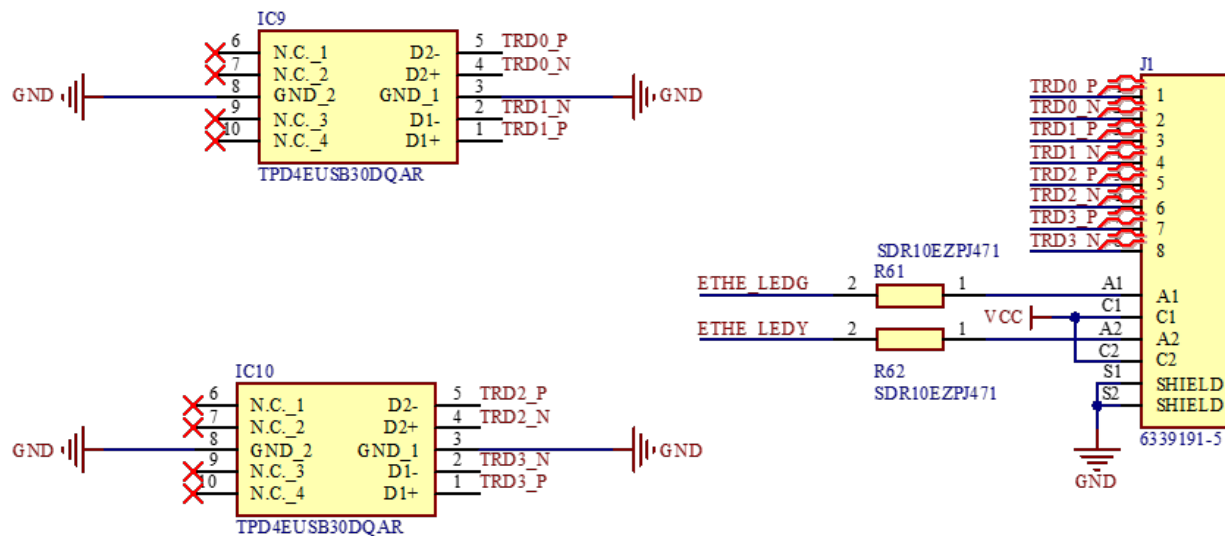 IC9
6 N.C._1 D2- 5 TRD0_P
7 N.C._2 D2+ 4 TRD0_N
GND 8 GND_2 GND_1 3 GND
9 N.C._3 D1- 2 TRD1_N
10 N.C._4 D1+ 1 TRD1_P
TPD4EUSB30DQAR
J1
TRD0_P 1
TRD0_N 2
TRD1_P 3
TRD1_N 4
TRD2_P 5
TRD2_N 6
TRD3_P 7
TRD3_N 8
SDR10EZPJ471
R61
ETHE_LEDG 2 1 A1 A1
VCC C1 C1
ETHE_LEDY 2 1 A2 A2
C2 C2
R62
SDR10EZPJ471
S1 SHIELD
S2 SHIELD
6339191-5
GND
IC10
6 N.C._1 D2- 5 TRD2_P
7 N.C._2 D2+ 4 TRD2_N
GND 8 GND_2 GND_1 3 GND
9 N.C._3 D1- 2 TRD3_N
10 N.C._4 D1+ 1 TRD3_P
TPD4EUSB30DQAR